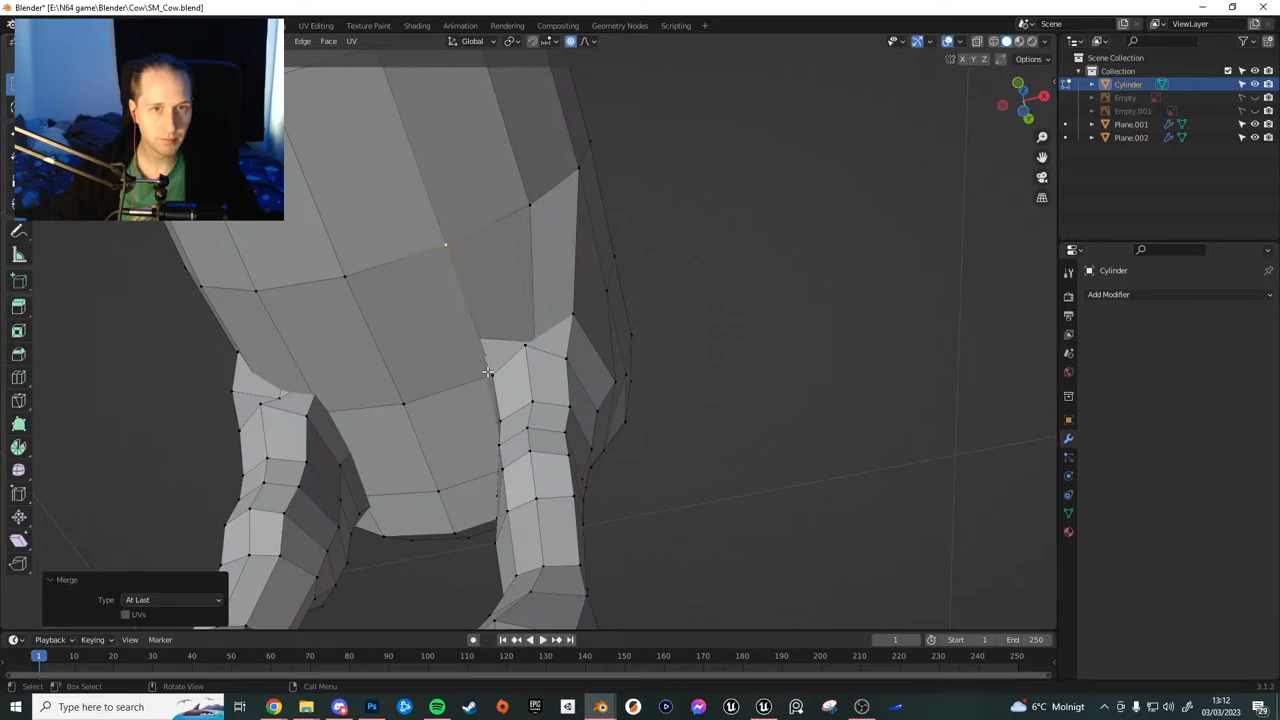 Blender* [E:\N64 game\Blender\Cow\SM_Cow.blend]
UV Editing
Texture Paint
Shading
Animation
Rendering
Compositing
Geometry Nodes
Scripting
Scene
ViewLayer
Edge
Face
UV
Global
X Y Z
Options
Scene Collection
Collection
Cylinder
Empty
Empty.001
Plane.001
Plane.002
X
Y
Z
Cylinder
Add Modifier
Merge
Type
At Last
UVs
Playback
Keying
View
Marker
1
Start
1
End
250
1
10
20
30
40
50
60
70
80
90
100
110
120
130
140
150
160
170
180
190
200
210
220
230
240
250
Select
Box Select
Rotate View
Call Menu
3.1.2
Type here to search
EPIC
6°C Molnigt
13:12
03/03/2023